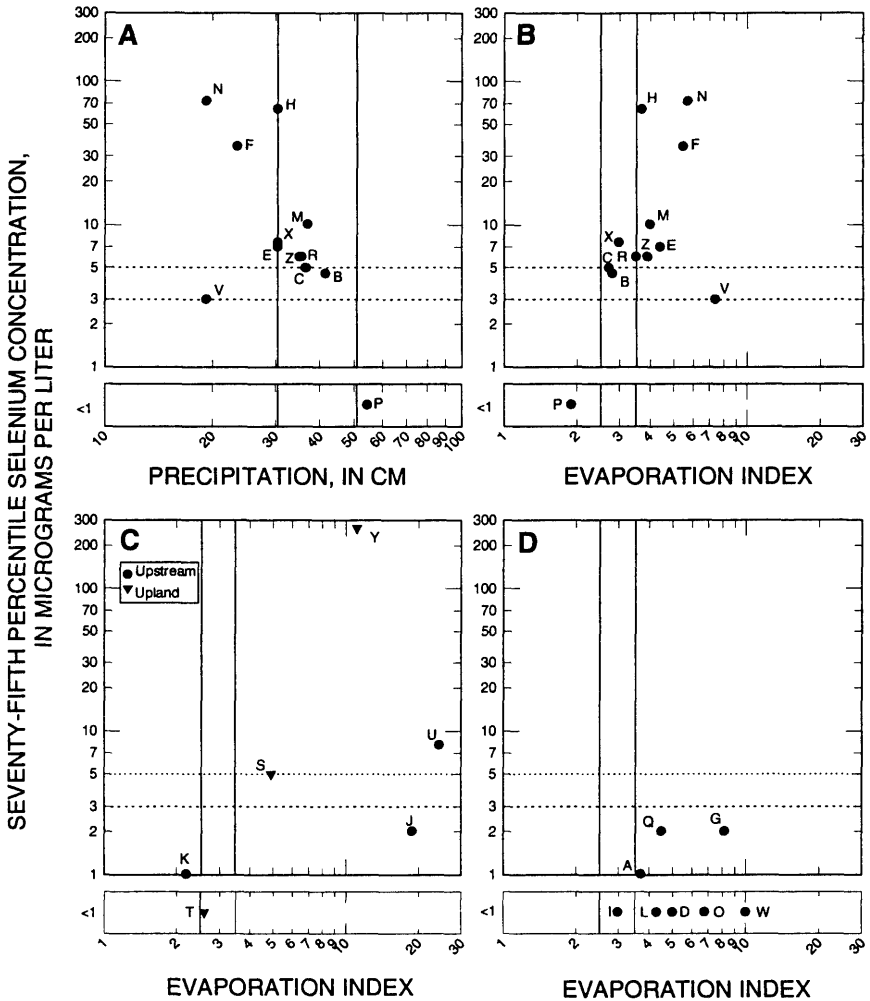 SEVENTY-FIFTH PERCENTILE SELENIUM CONCENTRATION,
IN MICROGRAMS PER LITER
A
300
200
100
70
50
30
20
10
7
5
3
2
1
<1
N
H
F
M
X
E
Z
R
C
B
V
P
10 20 30 40 50 60 70 80 90 100
PRECIPITATION, IN CM
B
300
200
100
70
50
30
20
10
7
5
3
2
1
<1
H
N
F
M
X
Z
E
C
R
B
V
P
1 2 3 4 5 6 7 8 9 10 20 30
EVAPORATION INDEX
C
Upstream
Upland
300
200
100
70
50
30
20
10
7
5
3
2
1
<1
Y
U
S
J
K
T
1 2 3 4 5 6 7 8 9 10 20 30
EVAPORATION INDEX
D
300
200
100
70
50
30
20
10
7
5
3
2
1
<1
Q
G
A
I
L
D
O
W
1 2 3 4 5 6 7 8 9 10 20 30
EVAPORATION INDEX